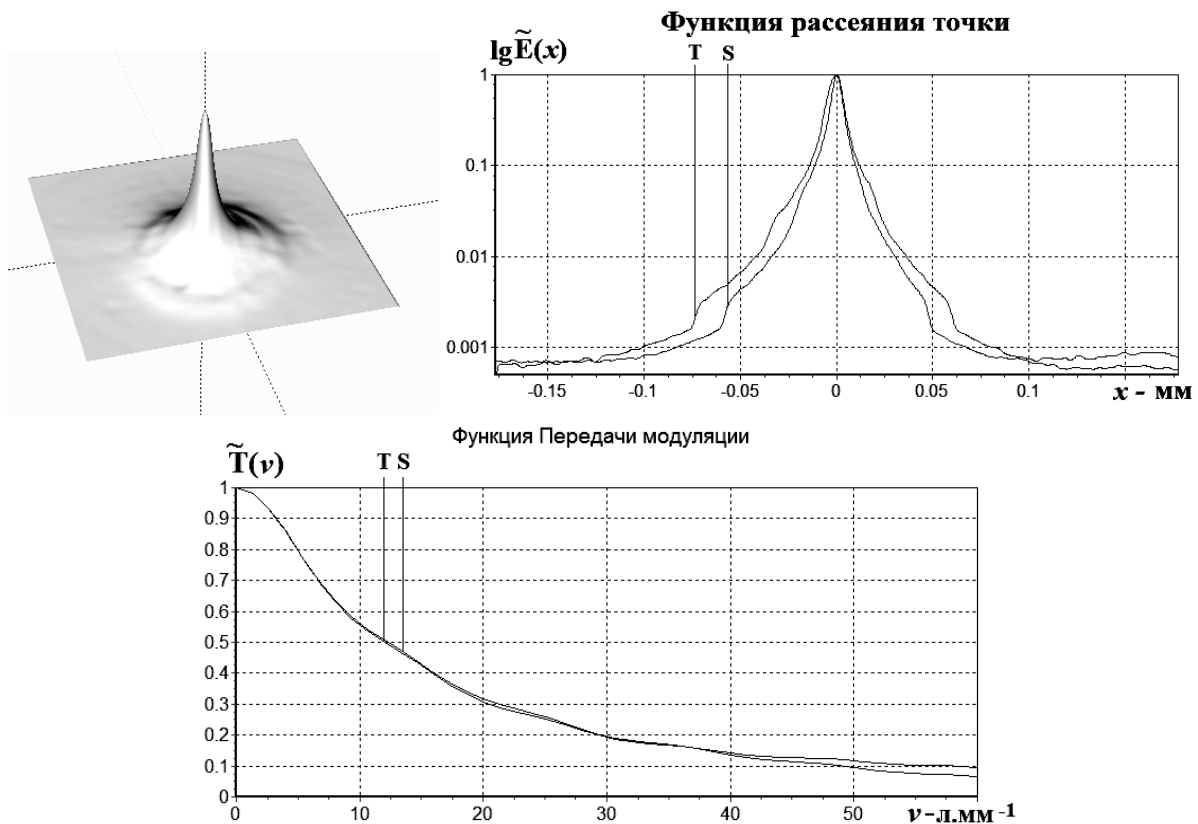 Функция рассеяния точки
lg Ẽ(x)
T S
1
0.1
0.01
0.001
-0.15 -0.1 -0.05 0 0.05 0.1 x - мм
Функция Передачи модуляции
T̃(ν)
T S
1
0.9
0.8
0.7
0.6
0.5
0.4
0.3
0.2
0.1
0
0 10 20 30 40 50 ν-л.мм⁻¹